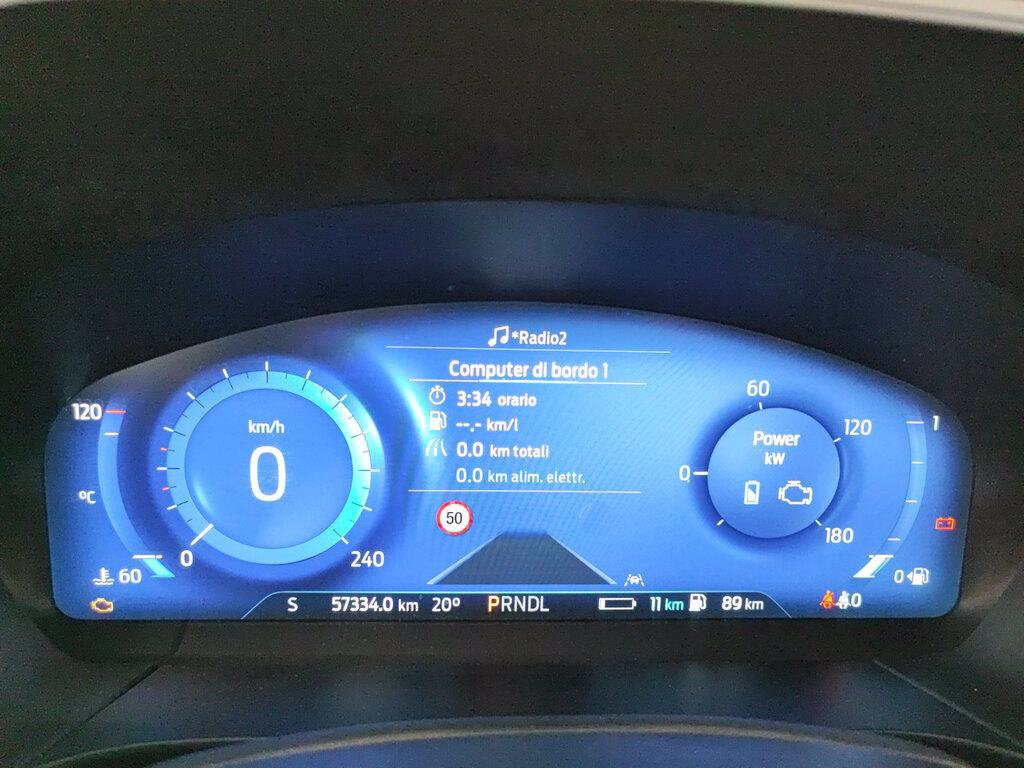 *Radio2
Computer di bordo 1
3:34 orario
--.- km/l
0.0 km totali
0.0 km alim. elettr.
50
120
°C
60
km/h
0
0
240
60
0
120
180
Power
kW
1
0
S 57334.0 km 20° PRNDL 11 km 89 km
0